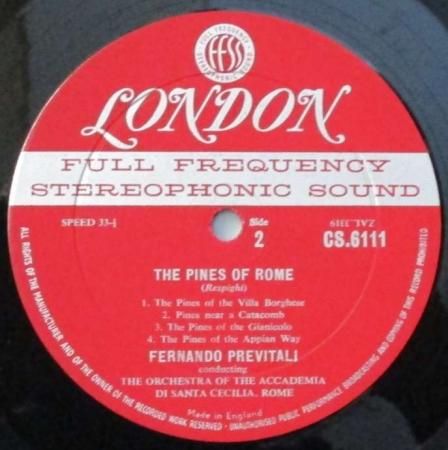 FULL FREQUENCY
FFSS
STEREOPHONIC SOUND
LONDON
FULL FREQUENCY
STEREOPHONIC SOUND
SPEED 33-⅓
Side
2
ZAL.3119
CS.6111
THE PINES OF ROME
(Respighi)
1. The Pines of the Villa Borghese
2. Pines near a Catacomb
3. The Pines of the Gianicolo
4. The Pines of the Appian Way
FERNANDO PREVITALI
conducting
THE ORCHESTRA OF THE ACCADEMIA
DI SANTA CECILIA, ROME
Made in England
ALL RIGHTS OF THE MANUFACTURER AND OF THE OWNER OF THE RECORDED WORK RESERVED - UNAUTHORISED PUBLIC PERFORMANCE BROADCASTING AND COPYING OF THIS RECORD PROHIBITED